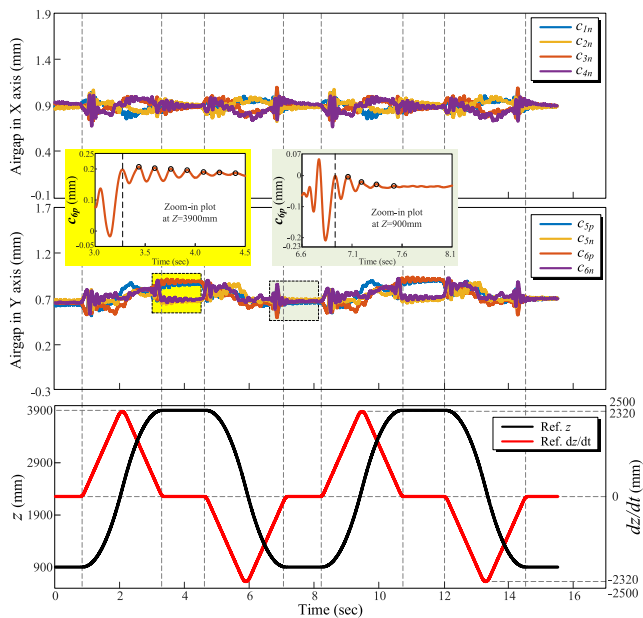 Airgap in X axis (mm)
1.9
1.4
0.9
0.4
-0.1
c1n
c2n
c3n
c4n
c6p (mm)
0.25
0.2
0.1
0
-0.05
Zoom-in plot
at Z=3900mm
3.0
3.5
4.0
4.5
Time (sec)
c6p (mm)
0.07
0
-0.1
-0.2
-0.23
Zoom-in plot
at Z=900mm
6.6
7.1
7.6
8.1
Time (sec)
Airgap in Y axis (mm)
1.7
1.2
0.7
0.2
-0.3
c5p
c5n
c6p
c6n
z (mm)
3900
2900
1900
900
Ref. z
Ref. dz/dt
2500
2320
0
-2320
-2500
dz/dt (mm)
0
2
4
6
8
10
12
14
16
Time (sec)